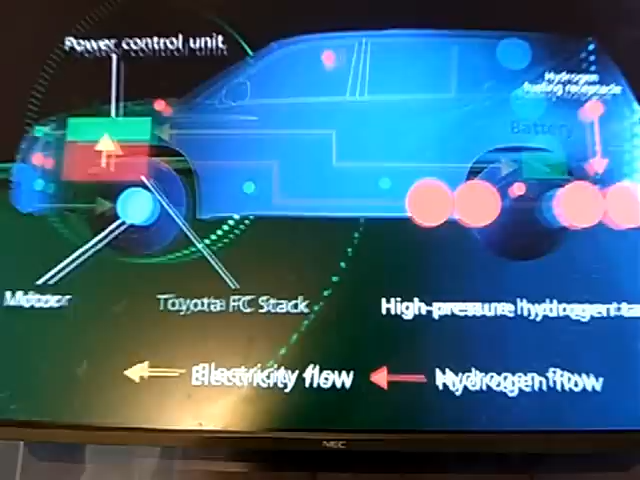 Power control unit
Hydrogen
fueling receptacle
Battery
Motor
Toyota FC Stack
High-pressure hydrogen
Electricity flow
Hydrogen flow
NEC